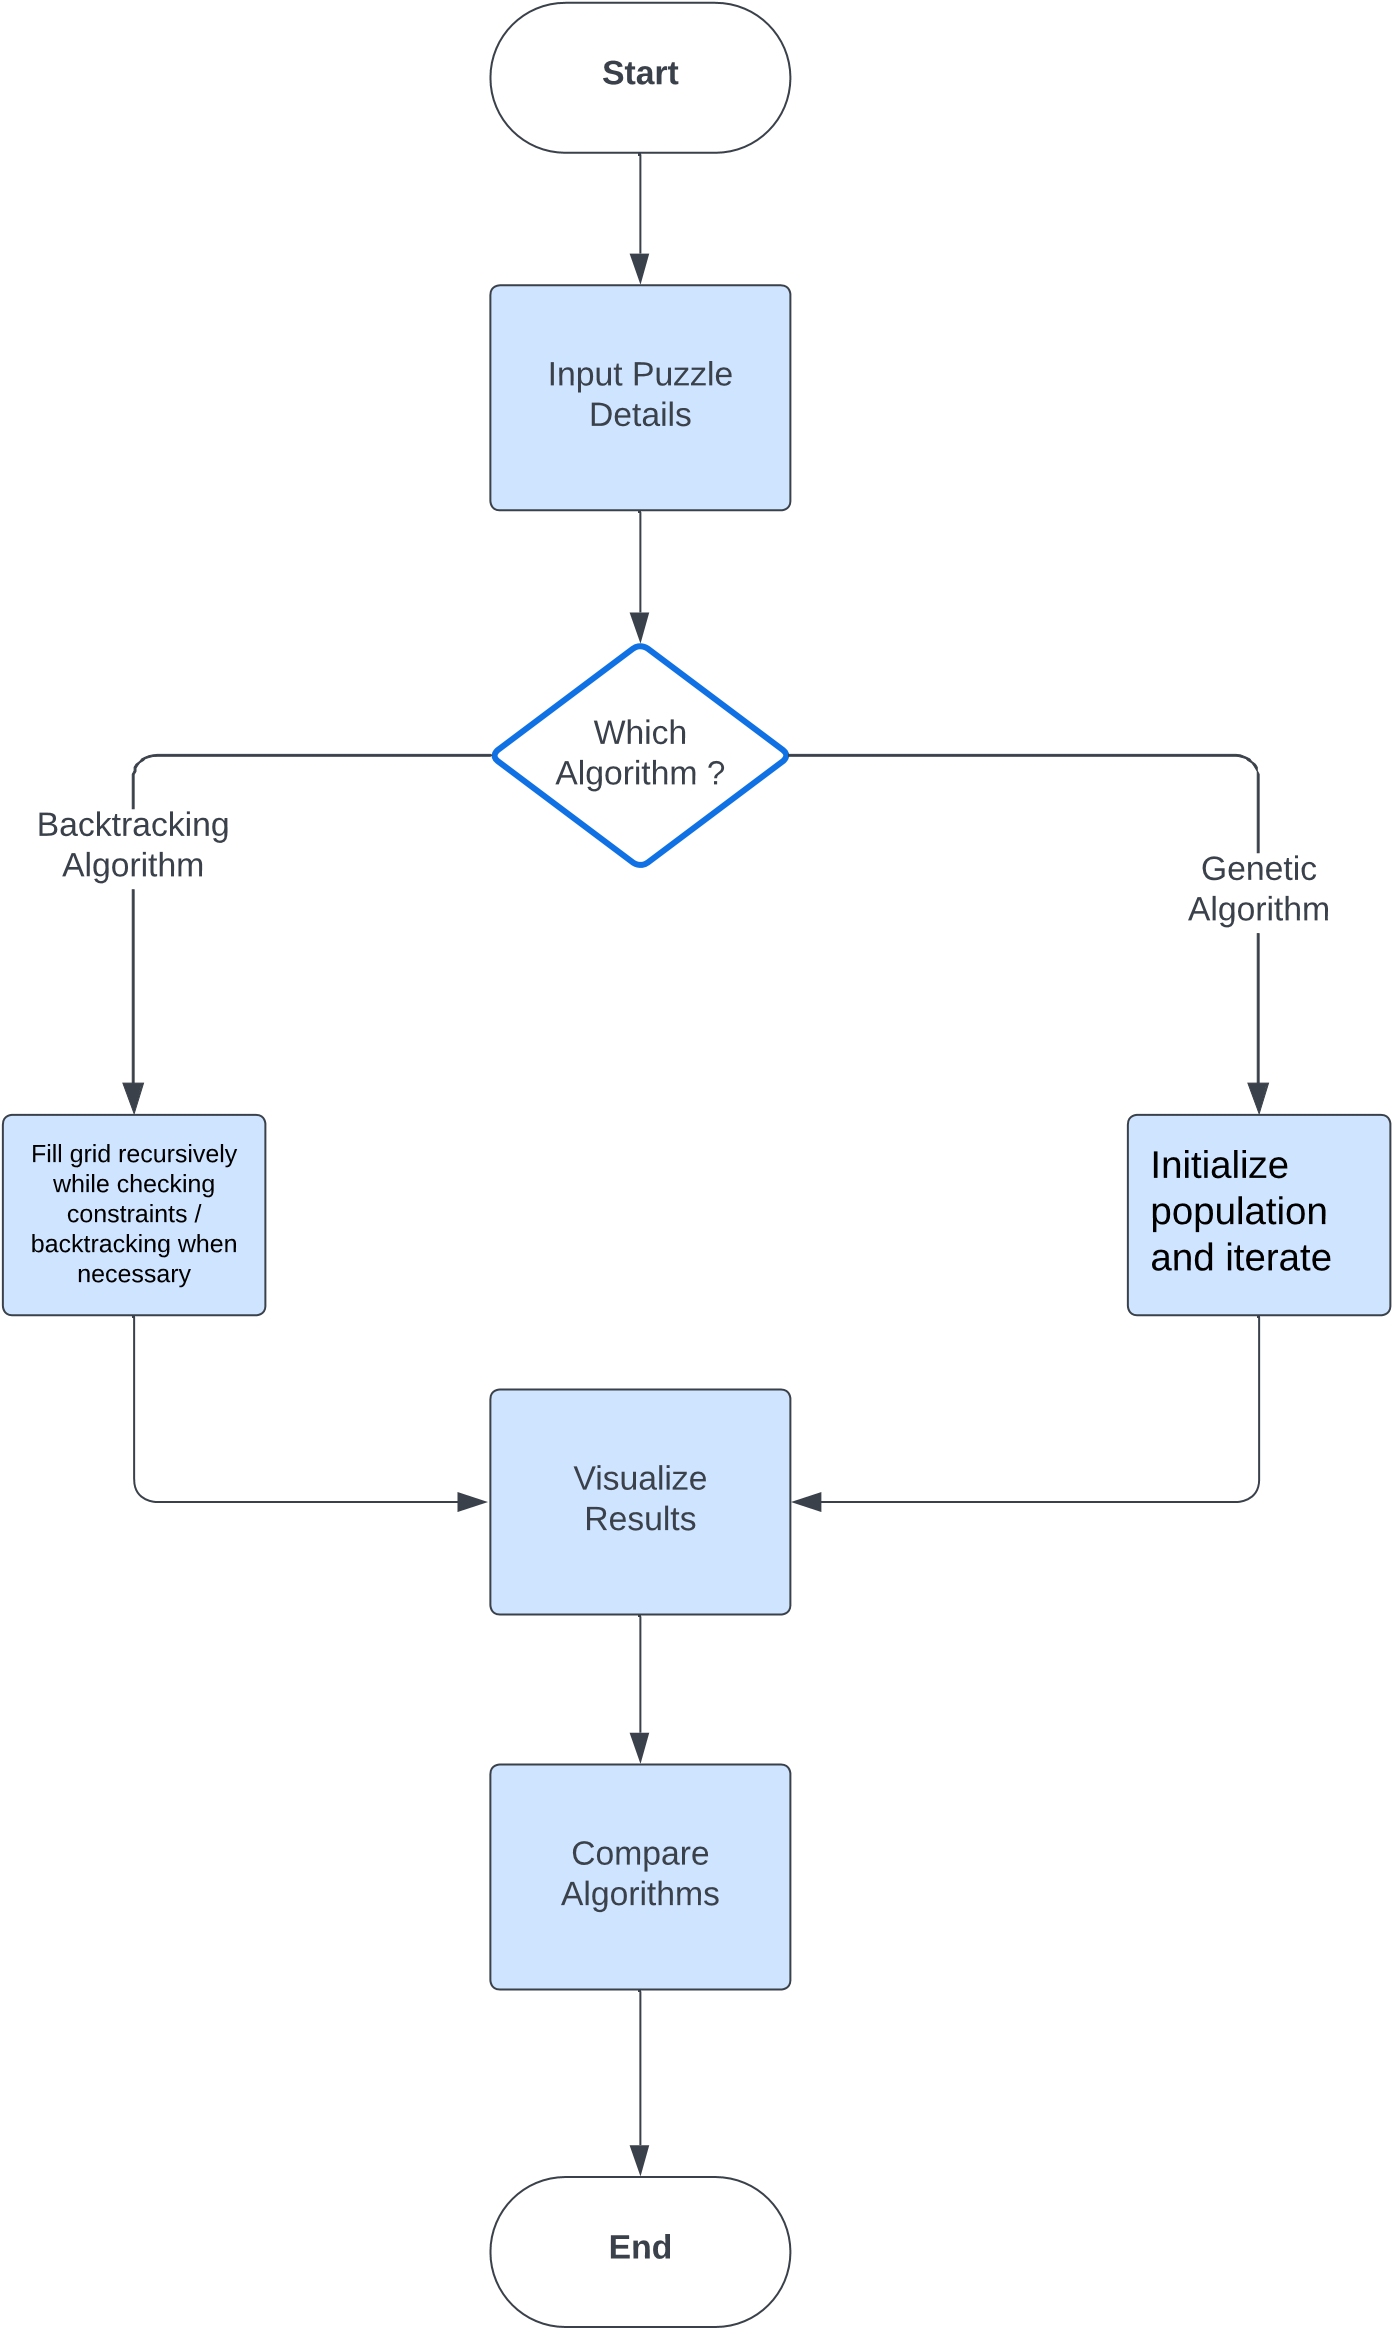 Start
Input Puzzle
Details
Which
Algorithm ?
Backtracking
Algorithm
Genetic
Algorithm
Fill grid recursively
while checking
constraints /
backtracking when
necessary
Initialize
population
and iterate
Visualize
Results
Compare
Algorithms
End